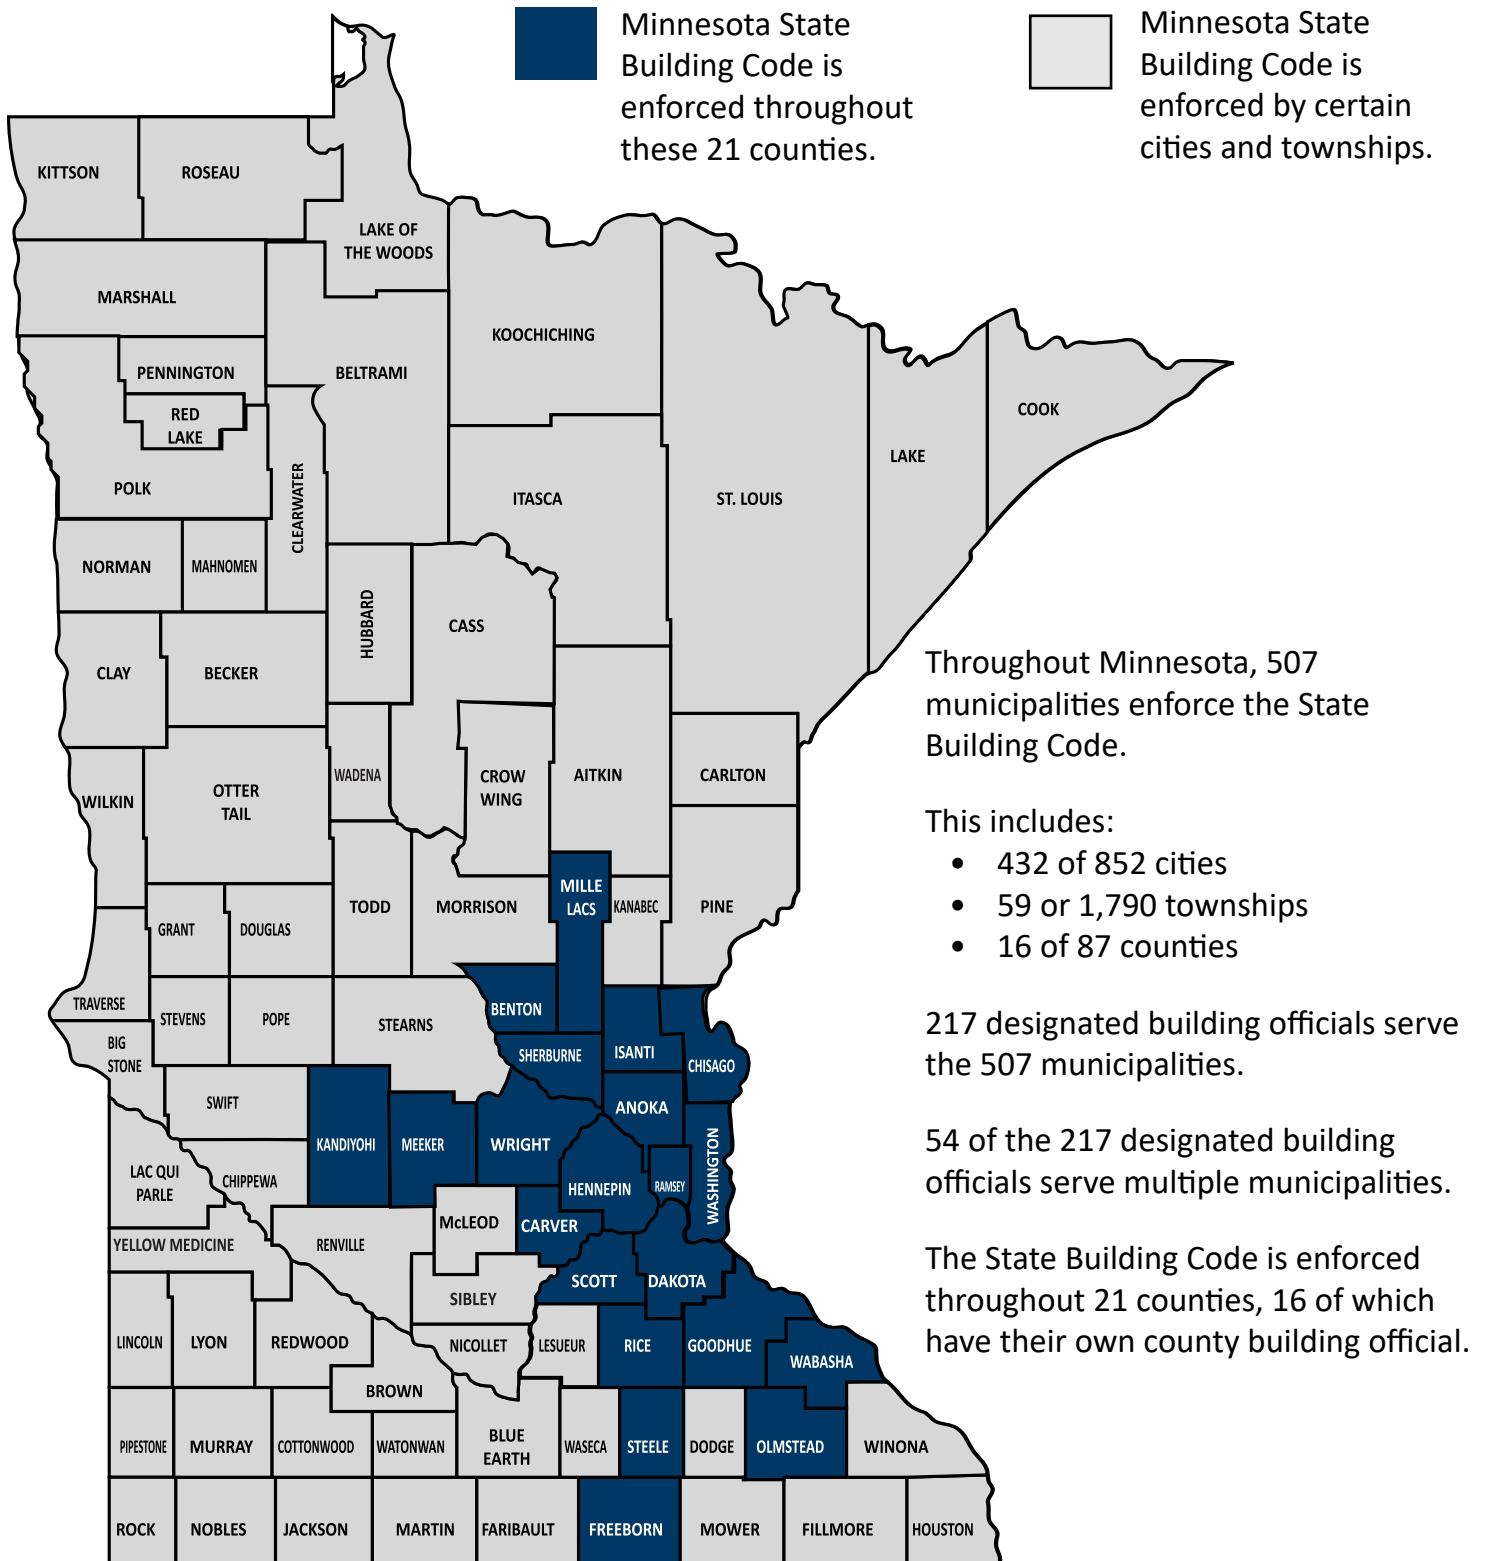 Minnesota State
Building Code is
enforced throughout
these 21 counties.
Minnesota State
Building Code is
enforced by certain
cities and townships.
KITTSON
ROSEAU
LAKE OF
THE WOODS
MARSHALL
KOOCHICHING
PENNINGTON
BELTRAMI
RED
LAKE
COOK
LAKE
POLK
CLEARWATER
ITASCA
ST. LOUIS
NORMAN
MAHNOMEN
HUBBARD
CASS
CLAY
BECKER
WADENA
CROW
WING
AITKIN
CARLTON
WILKIN
OTTER
TAIL
MILLE
LACS
TODD
MORRISON
KANABEC
PINE
GRANT
DOUGLAS
TRAVERSE
STEVENS
POPE
STEARNS
BENTON
BIG
STONE
SHERBURNE
ISANTI
CHISAGO
SWIFT
ANOKA
KANDIYOHI
MEEKER
WRIGHT
WASHINGTON
LAC QUI
PARLE
CHIPPEWA
HENNEPIN
RAMSEY
McLEOD
CARVER
YELLOW MEDICINE
RENVILLE
SCOTT
DAKOTA
SIBLEY
LINCOLN
LYON
REDWOOD
NICOLLET
LESUEUR
RICE
GOODHUE
WABASHA
BROWN
PIPESTONE
MURRAY
COTTONWOOD
WATONWAN
BLUE
EARTH
WASECA
STEELE
DODGE
OLMSTEAD
WINONA
ROCK
NOBLES
JACKSON
MARTIN
FARIBAULT
FREEBORN
MOWER
FILLMORE
HOUSTON
Throughout Minnesota, 507
municipalities enforce the State
Building Code.
This includes:
• 432 of 852 cities
• 59 or 1,790 townships
• 16 of 87 counties
217 designated building officials serve
the 507 municipalities.
54 of the 217 designated building
officials serve multiple municipalities.
The State Building Code is enforced
throughout 21 counties, 16 of which
have their own county building official.